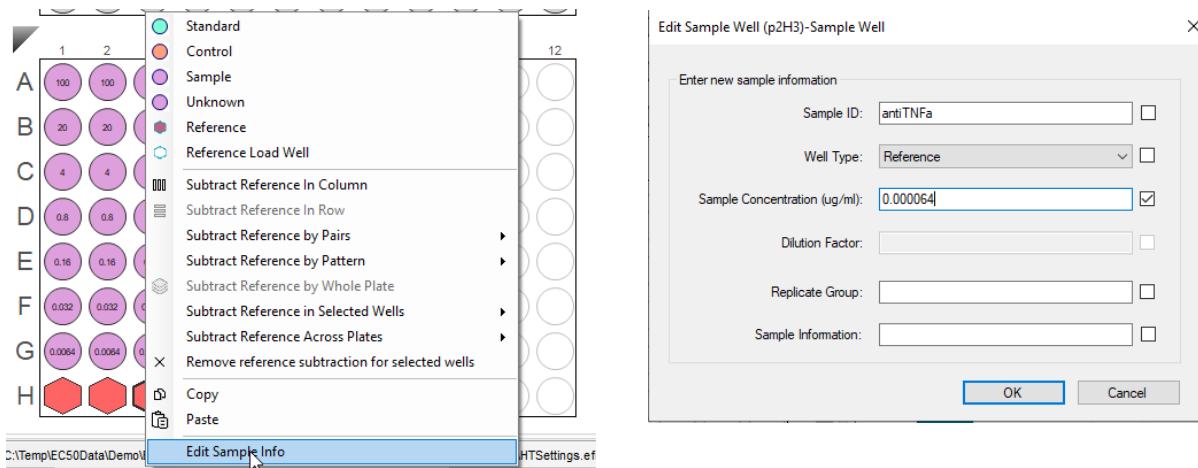 Standard
Control
Sample
Unknown
Reference
Reference Load Well
Subtract Reference In Column
Subtract Reference In Row
Subtract Reference by Pairs
Subtract Reference by Pattern
Subtract Reference by Whole Plate
Subtract Reference in Selected Wells
Subtract Reference Across Plates
Remove reference subtraction for selected wells
Copy
Paste
Edit Sample Info
1 2 12
A 100 100
B 20 20
C 4 4
D 0.8 0.8
E 0.16 0.16
F 0.032 0.032
G 0.0064 0.0064
H
C:\Temp\EC50Data\Demo\
HTSettings.ef
Edit Sample Well (p2H3)-Sample Well
Enter new sample information
Sample ID: antiTNFa
Well Type: Reference
Sample Concentration (ug/ml): 0.000064
Dilution Factor:
Replicate Group:
Sample Information:
OK Cancel